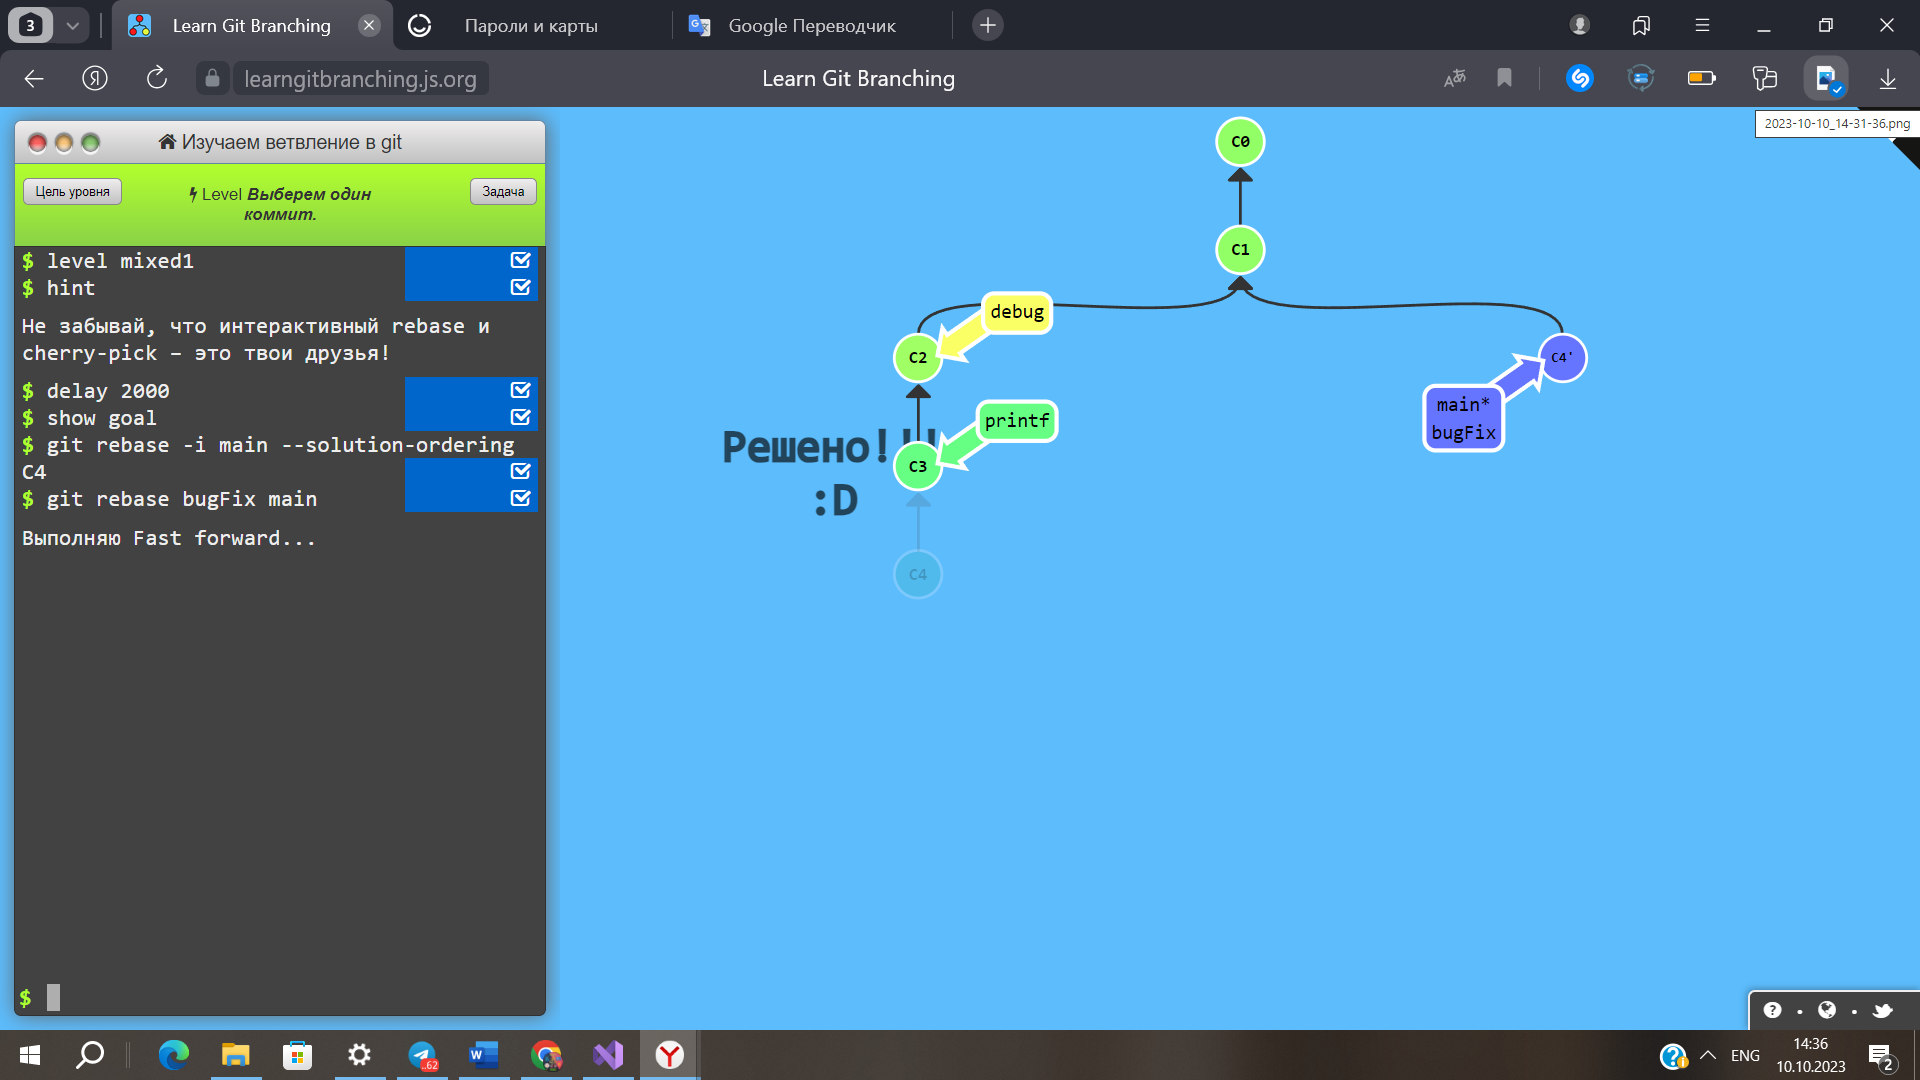 3
Learn Git Branching
Пароли и карты
Google Переводчик
learngitbranching.js.org
Learn Git Branching
2023-10-10_14-31-36.png
Изучаем ветвление в git
Цель уровня
Level Выберем один
коммит.
Задача
$ level mixed1
$ hint
Не забывай, что интерактивный rebase и
cherry-pick – это твои друзья!
$ delay 2000
$ show goal
$ git rebase -i main --solution-ordering
C4
$ git rebase bugFix main
Выполняю Fast forward...
$
C0
C1
debug
C2
C4'
main*
bugFix
printf
Решено!!!
:D
C3
C4
62
ENG
14:36
10.10.2023
2